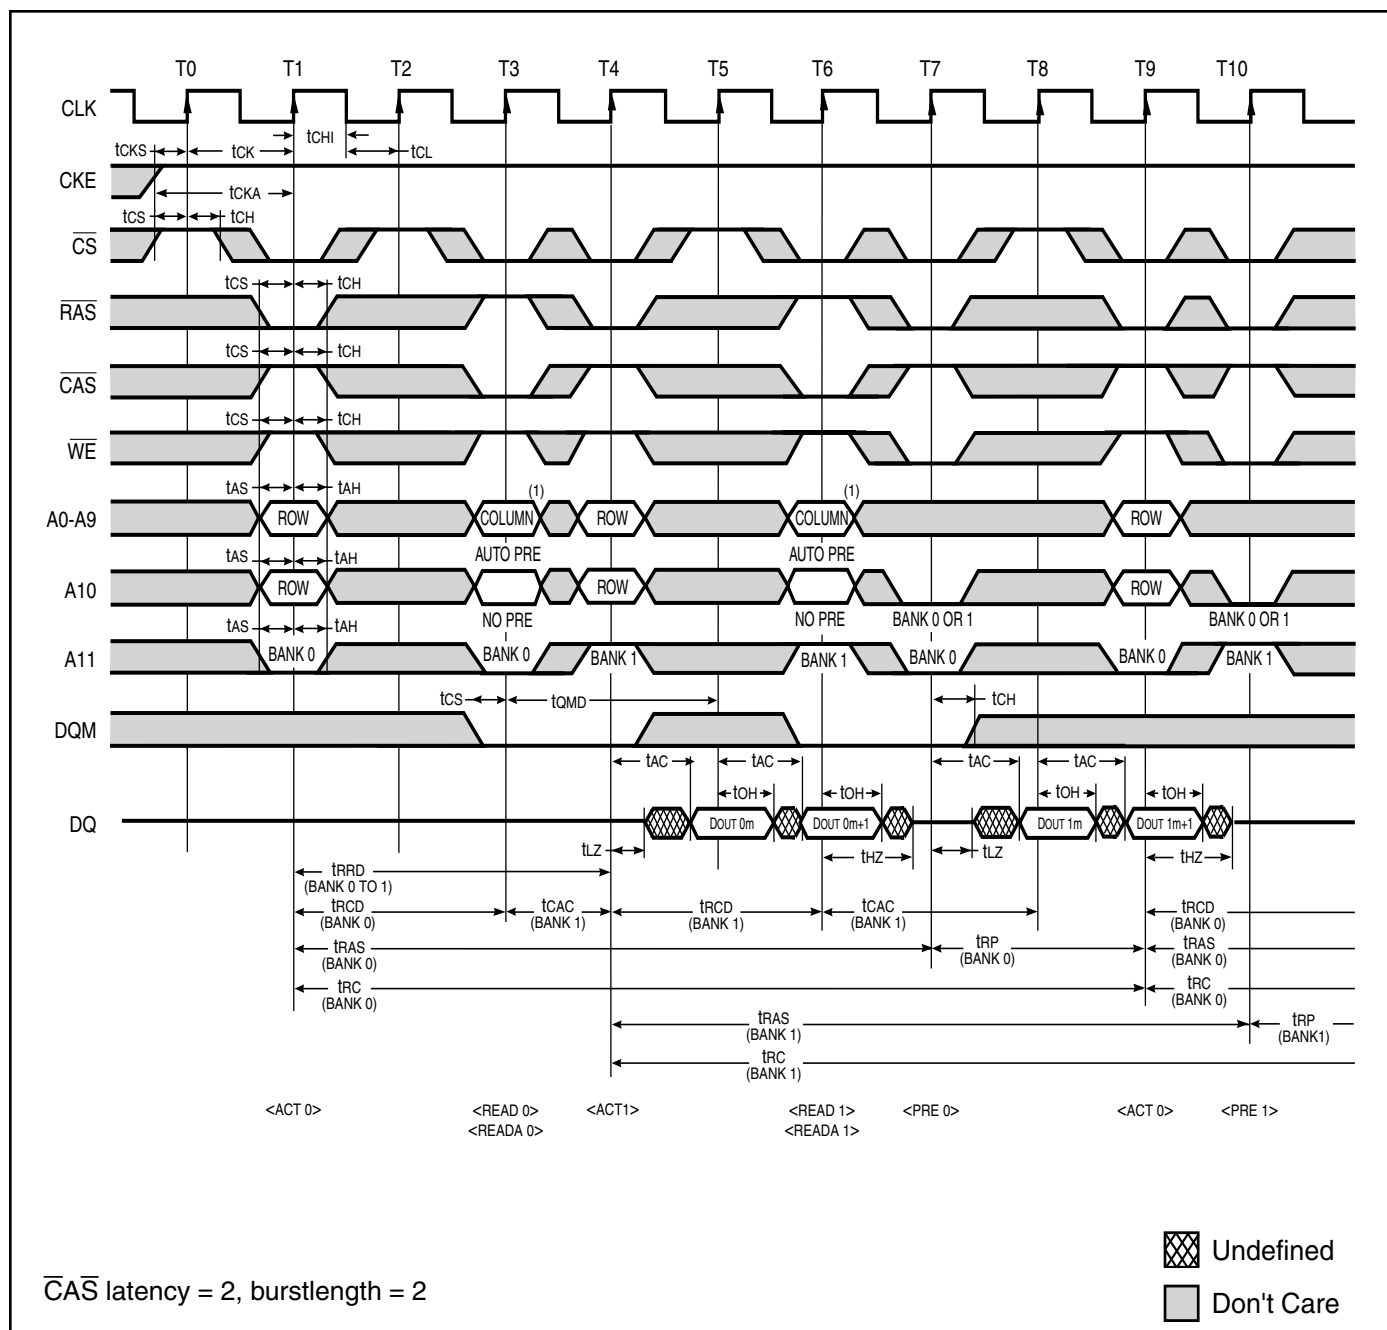 T0 T1 T2 T3 T4 T5 T6 T7 T8 T9 T10
CLK
tCHI
tCKS tCK tCL
CKE
tCKA
tCS tCH
CS
tCS tCH
RAS
tCS tCH
CAS
tCS tCH
WE
tAS tAH (1) (1)
A0-A9 ROW COLUMN ROW COLUMN ROW
AUTO PRE AUTO PRE
tAS tAH
A10 ROW ROW ROW
NO PRE NO PRE BANK 0 OR 1 BANK 0 OR 1
tAS tAH
A11 BANK 0 BANK 0 BANK 1 BANK 1 BANK 0 BANK 0 BANK 1
tCS tQMD tCH
DQM
tAC tAC tAC tAC
tOH tOH tOH tOH
DQ DOUT 0m DOUT 0m+1 DOUT 1m DOUT 1m+1
tLZ tHZ tLZ tHZ
tRRD
(BANK 0 TO 1)
tRCD tCAC tRCD tCAC tRCD
(BANK 0) (BANK 1) (BANK 1) (BANK 1) (BANK 0)
tRAS tRP tRAS
(BANK 0) (BANK 0) (BANK 0)
tRC tRC
(BANK 0) (BANK 0)
tRAS tRP
(BANK 1) (BANK1)
tRC
(BANK 1)
<ACT 0> <READ 0> <ACT1> <READ 1> <PRE 0> <ACT 0> <PRE 1>
<READA 0> <READA 1>
Undefined
CAS latency = 2, burstlength = 2
Don't Care